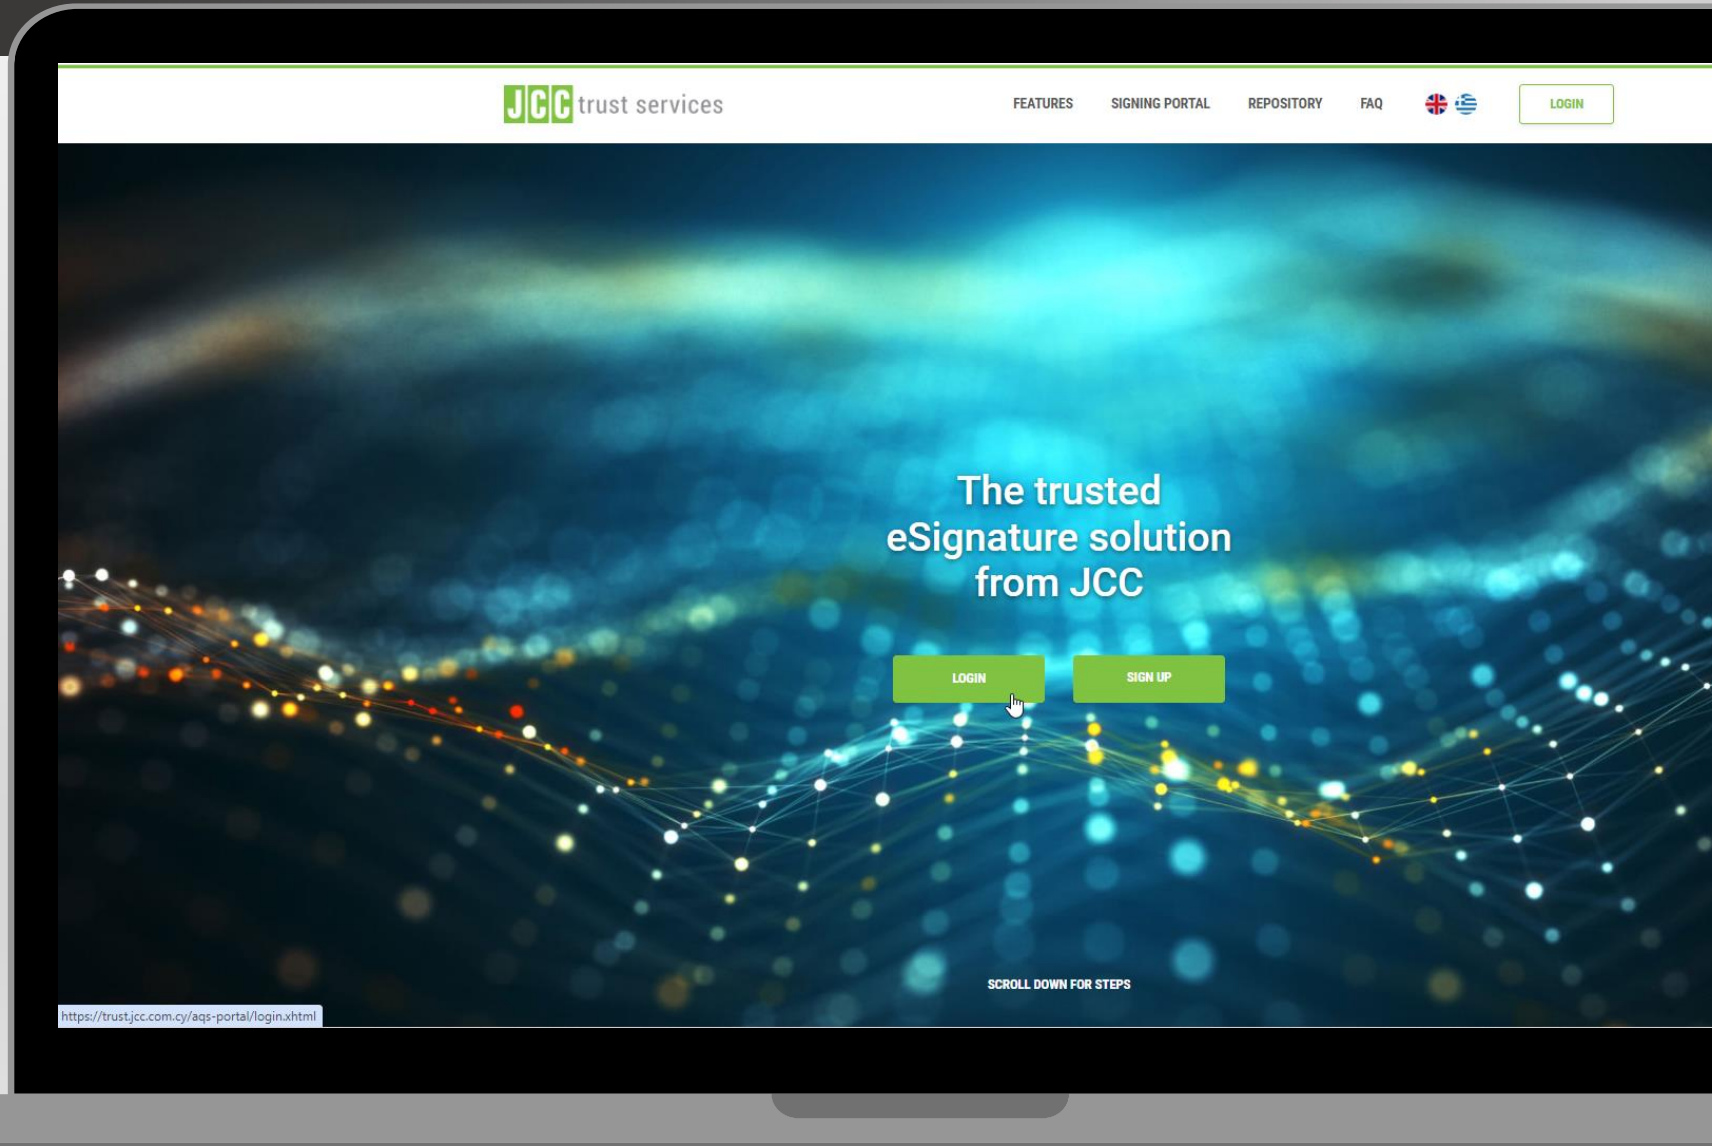 JCC trust services
FEATURES
SIGNING PORTAL
REPOSITORY
FAQ
LOGIN
The trusted
eSignature solution
from JCC
LOGIN
SIGN UP
SCROLL DOWN FOR STEPS
https://trust.jcc.com.cy/aqs-portal/login.xhtml